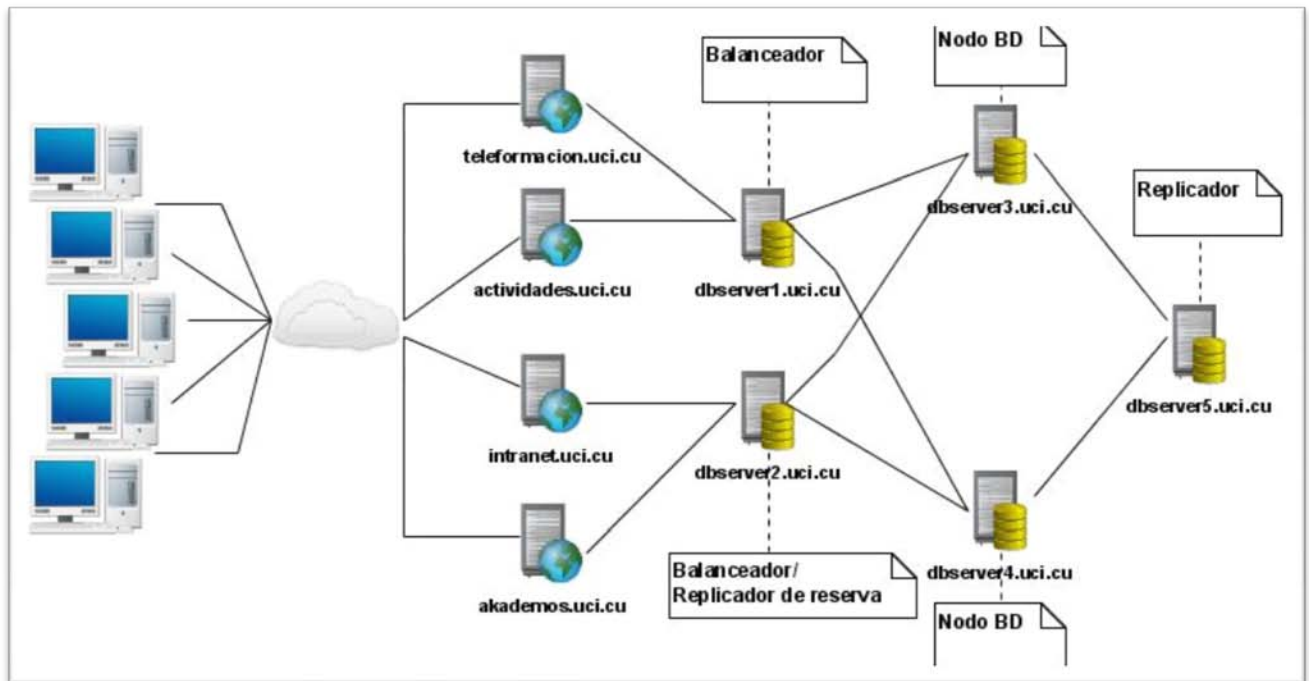 Balanceador
Nodo BD
teleformacion.uci.cu
Replicador
dbserver3.uci.cu
actividades.uci.cu
dbserver1.uci.cu
dbserver5.uci.cu
intranet.uci.cu
dbserver2.uci.cu
Balanceador/
Replicador de reserva
dbserver4.uci.cu
akademos.uci.cu
Nodo BD